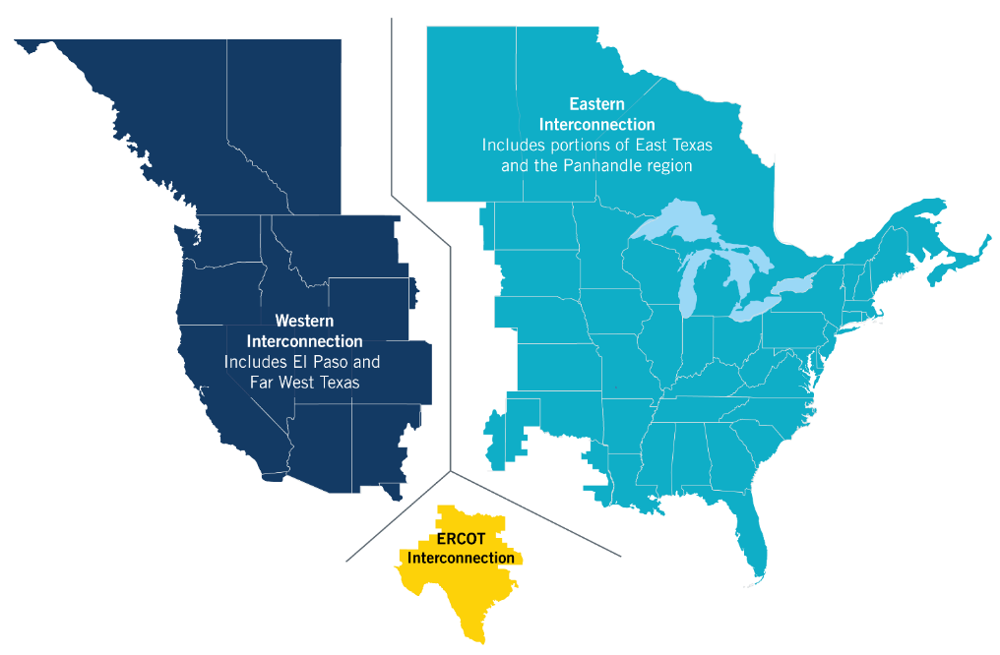 Eastern
Interconnection
Includes portions of East Texas
and the Panhandle region
Western
Interconnection
Includes El Paso and
Far West Texas
ERCOT
Interconnection